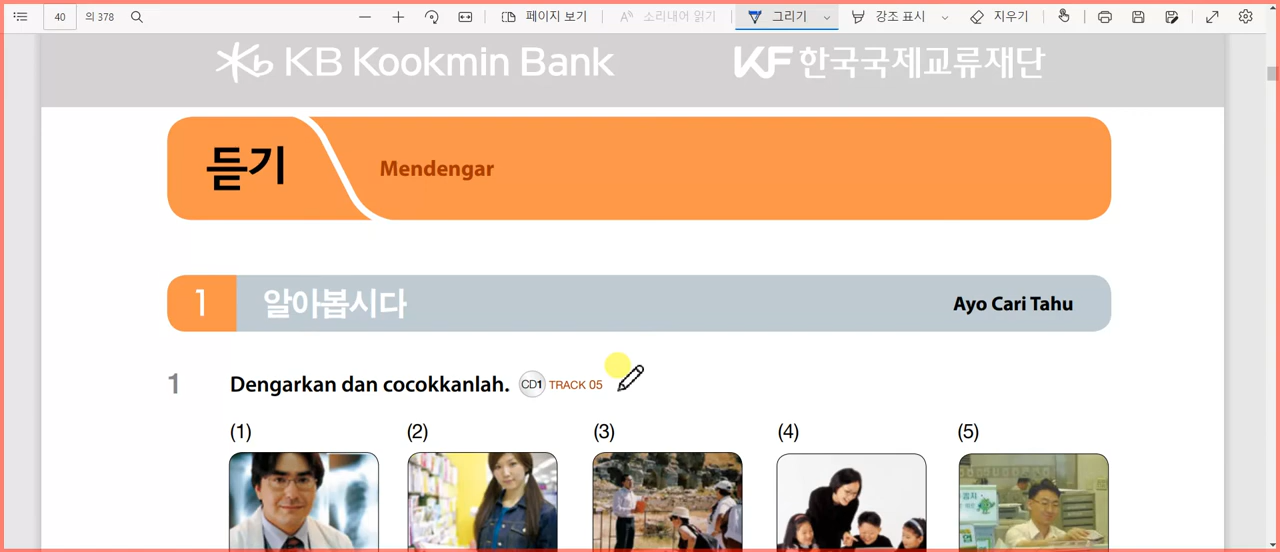 40 의 378 페이지 보기 소리내어 읽기 그리기 강조 표시 지우기
KB Kookmin Bank KF 한국국제교류재단
듣기 Mendengar
1 알아봅시다 Ayo Cari Tahu
1 Dengarkan dan cocokkanlah. CD1 TRACK 05
(1) (2) (3) (4) (5)